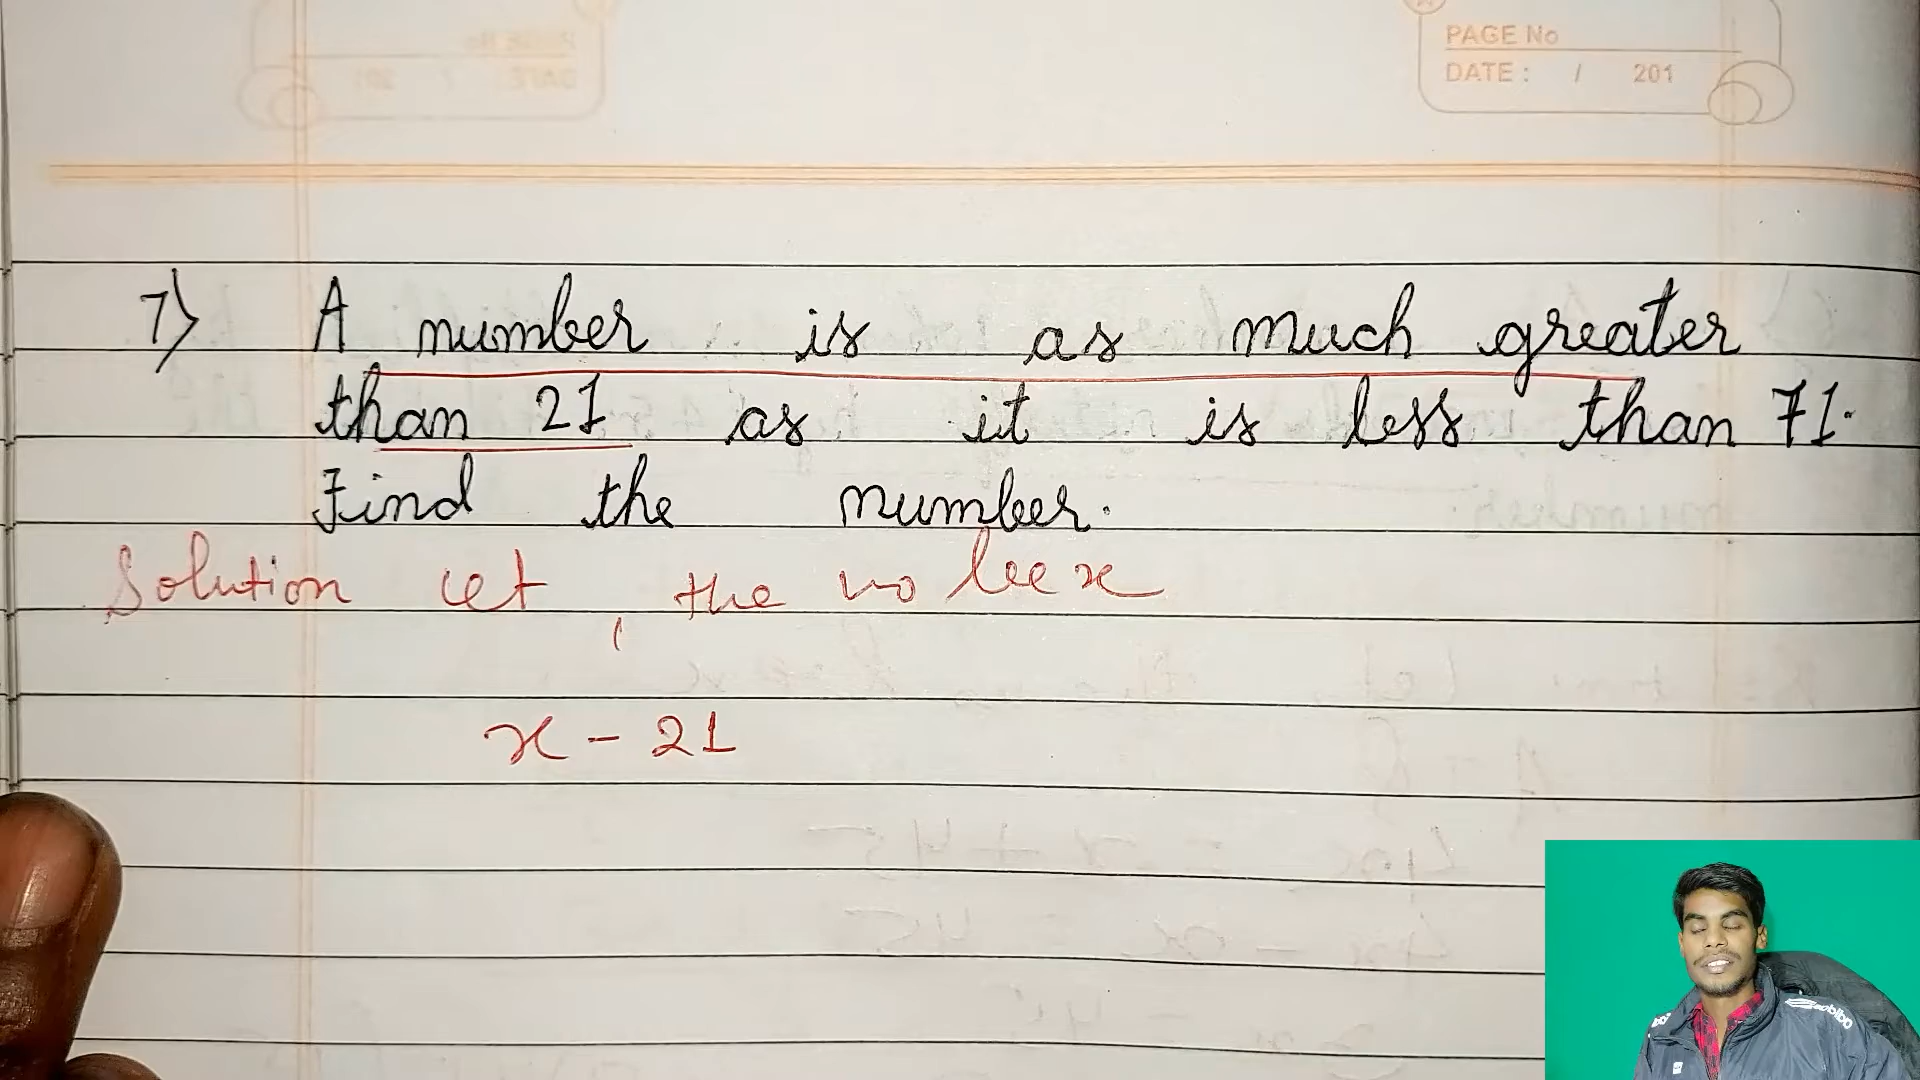 PAGE No
DATE : / 201
7) A number is as much greater
than 21 as it is less than 71.
Find the number.
Solution let, the no be x
x - 21